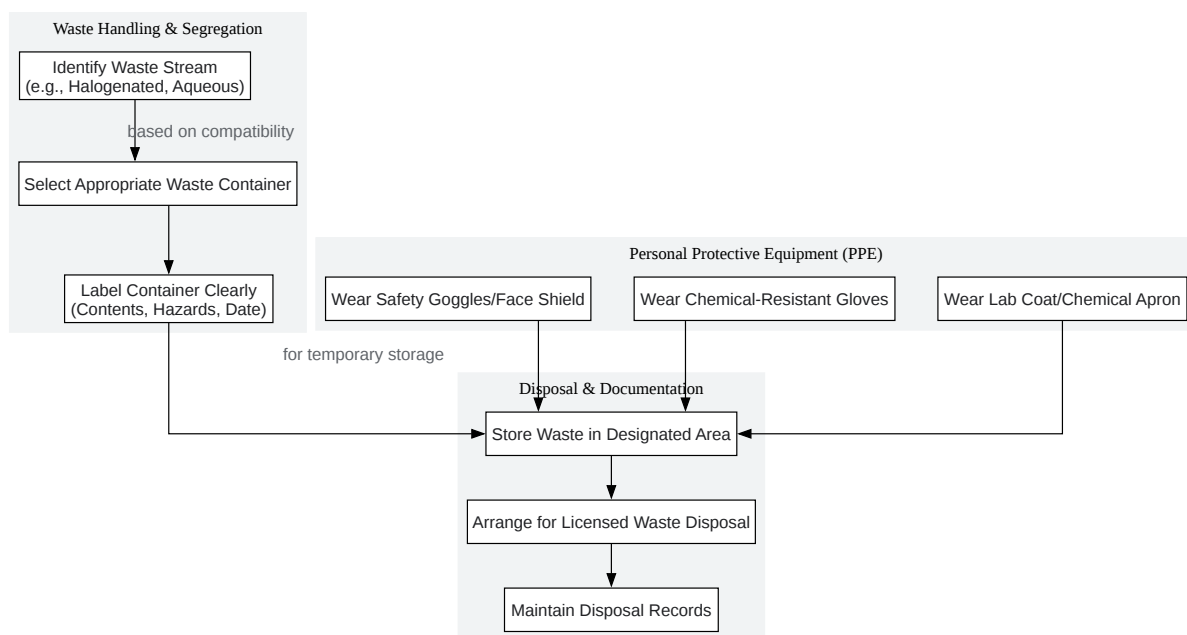 Waste Handling & Segregation
Identify Waste Stream
(e.g., Halogenated, Aqueous)
based on compatibility
Select Appropriate Waste Container
Label Container Clearly
(Contents, Hazards, Date)
Personal Protective Equipment (PPE)
Wear Safety Goggles/Face Shield
Wear Chemical-Resistant Gloves
Wear Lab Coat/Chemical Apron
for temporary storage
Disposal & Documentation
Store Waste in Designated Area
Arrange for Licensed Waste Disposal
Maintain Disposal Records